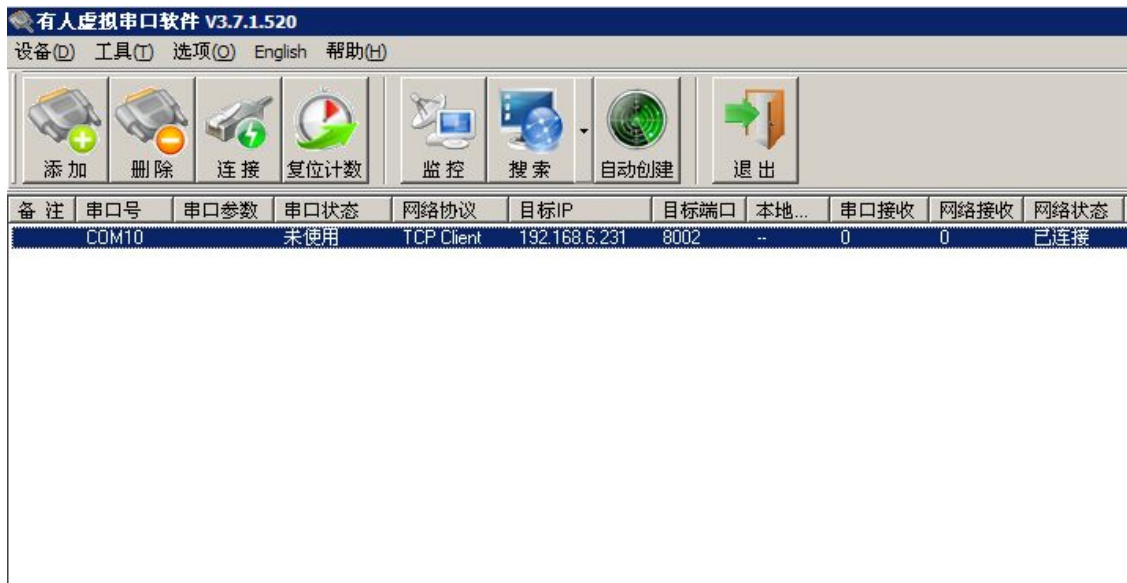 有人虚拟串口软件 V3.7.1.520
设备(D) 工具(T) 选项(O) English 帮助(H)
添加 删除 连接 复位计数 监控 搜索 自动创建 退出
备 注 串口号 串口参数 串口状态 网络协议 目标IP 目标端口 本地... 串口接收 网络接收 网络状态
COM10 未使用 TCP Client 192.168.6.231 8002 -- 0 0 已连接